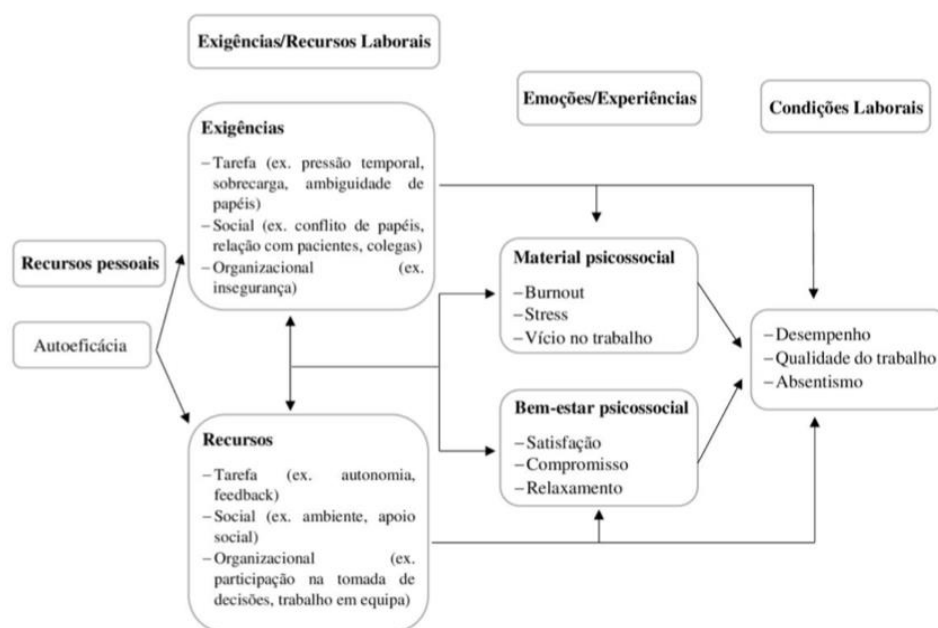 Exigências/Recursos Laborais
Emoções/Experiências
Condições Laborais
Recursos pessoais
Autoeficácia
Exigências
–Tarefa (ex. pressão temporal,
sobrecarga, ambiguidade de
papéis)
–Social (ex. conflito de papéis,
relação com pacientes, colegas)
–Organizacional (ex.
insegurança)
Recursos
–Tarefa (ex. autonomia,
feedback)
–Social (ex. ambiente, apoio
social)
–Organizacional (ex.
participação na tomada de
decisões, trabalho em equipa)
Material psicossocial
–Burnout
–Stress
–Vício no trabalho
Bem-estar psicossocial
–Satisfação
–Compromisso
–Relaxamento
–Desempenho
–Qualidade do trabalho
–Absentismo